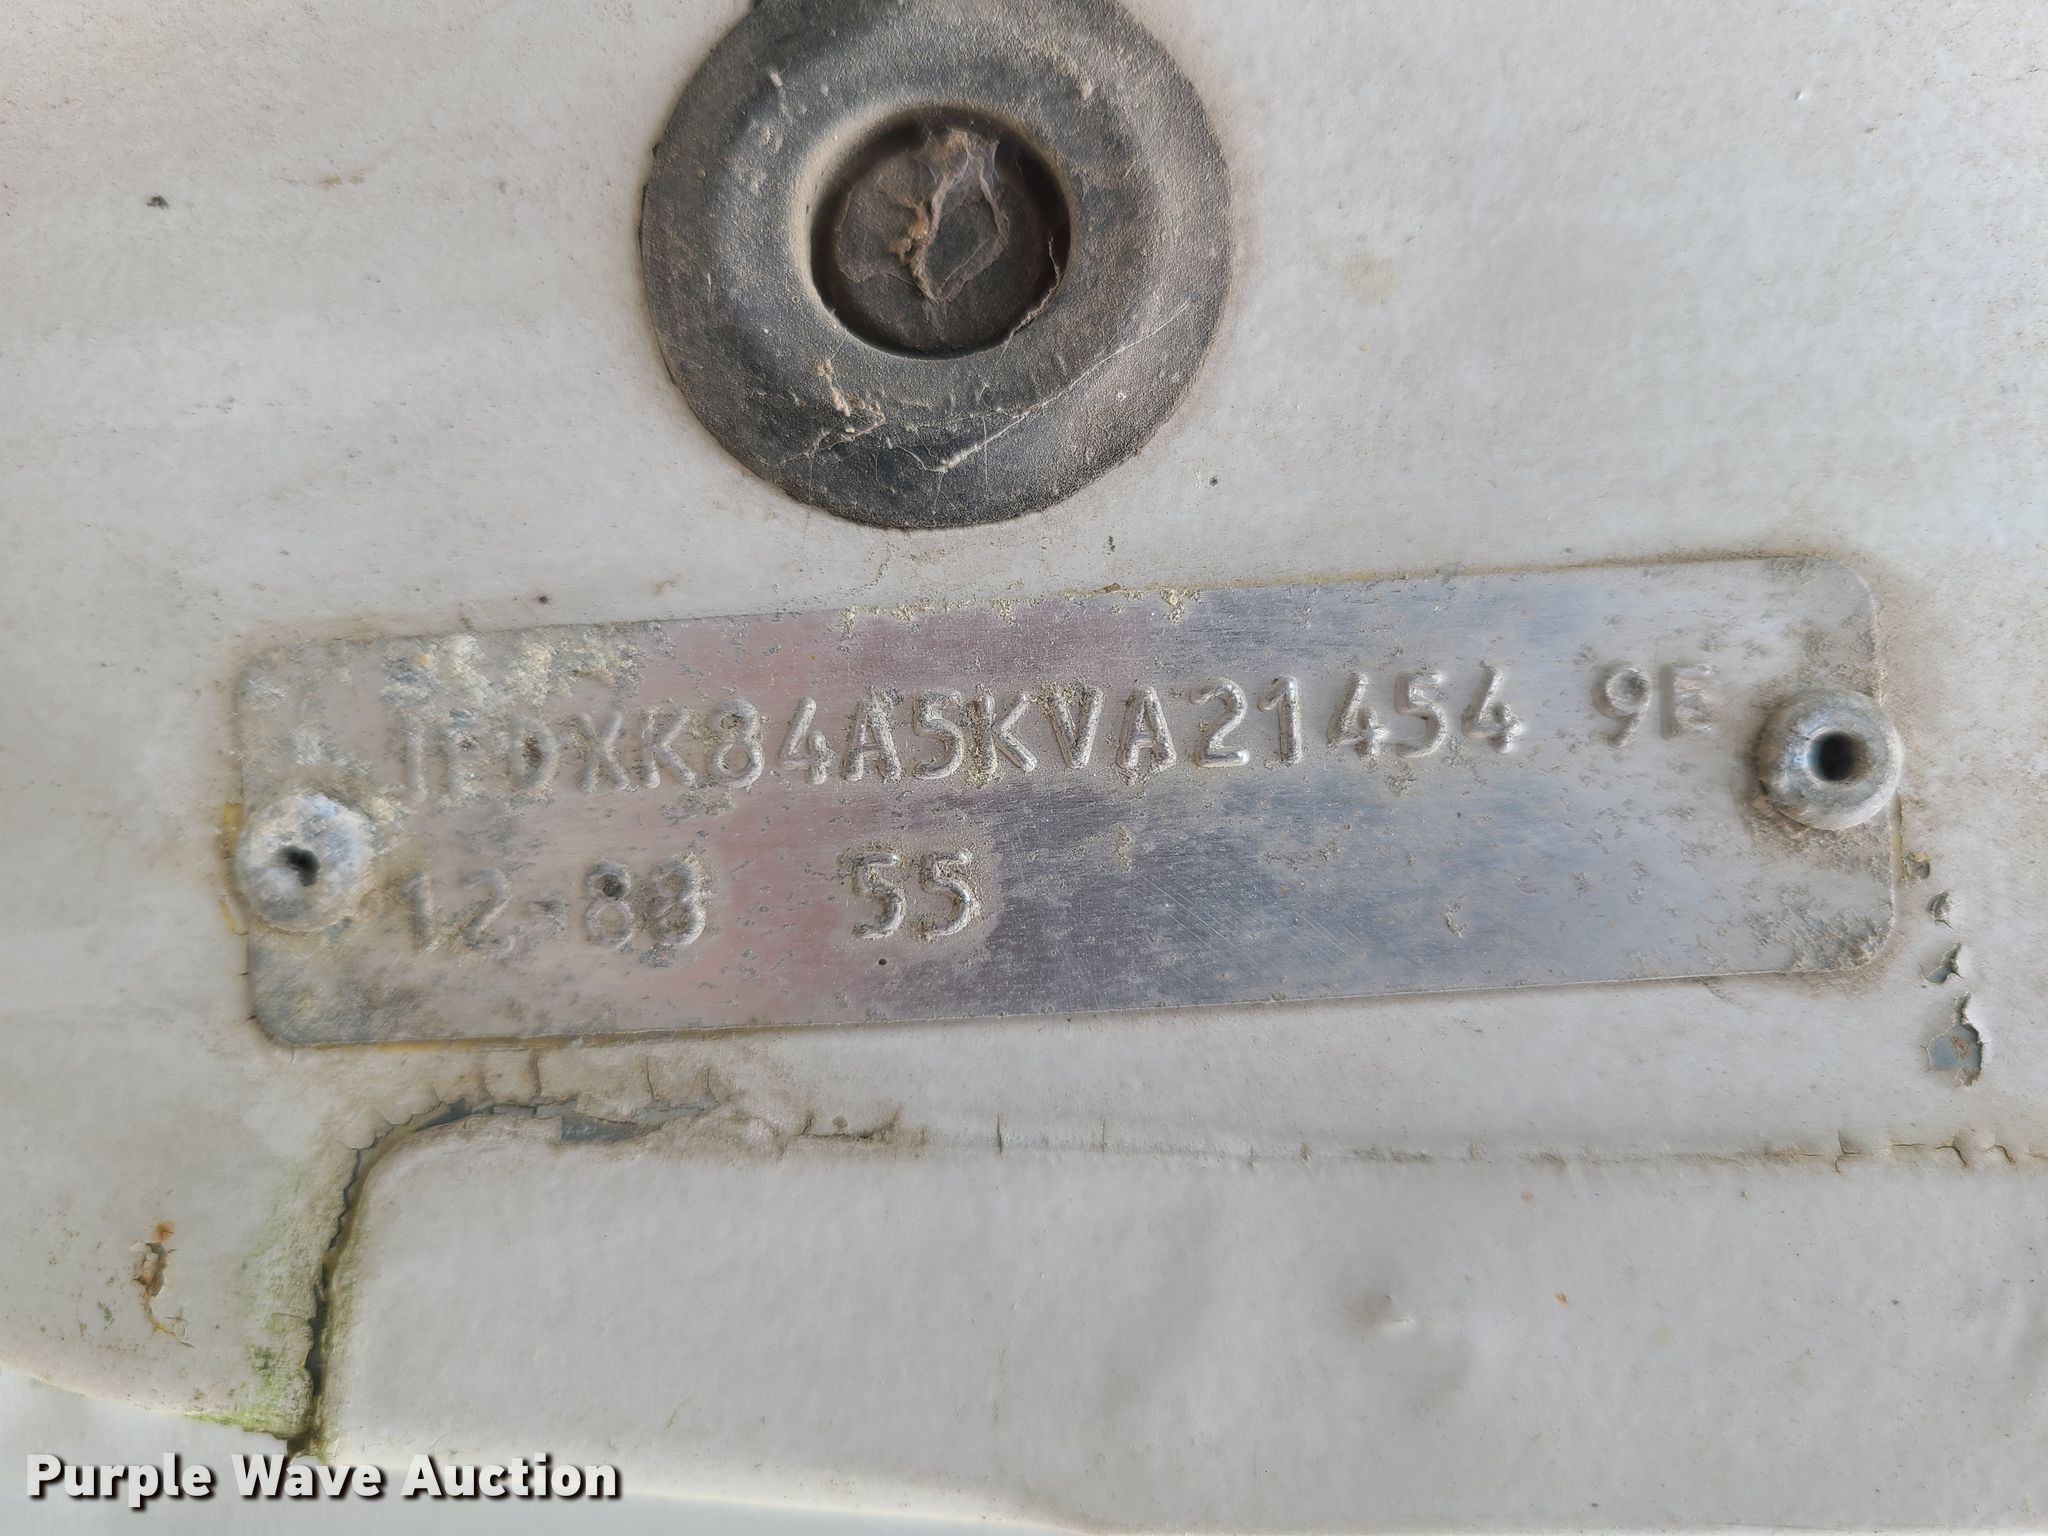 1FDXK84A5KVA21454 9E
12-88 55
Purple Wave Auction